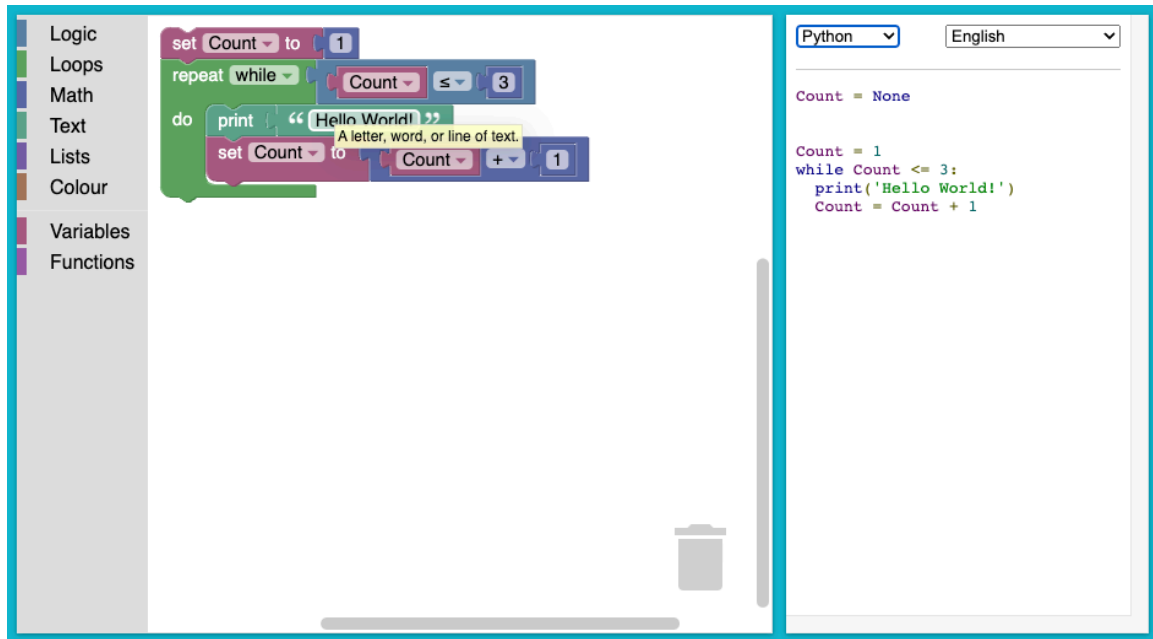 Logic
Loops
Math
Text
Lists
Colour
Variables
Functions
set Count to 1
repeat while Count ≤ 3
do print “ Hello World! ”
A letter, word, or line of text.
set Count to Count + 1
Python English
Count = None
Count = 1
while Count <= 3:
print('Hello World!')
Count = Count + 1